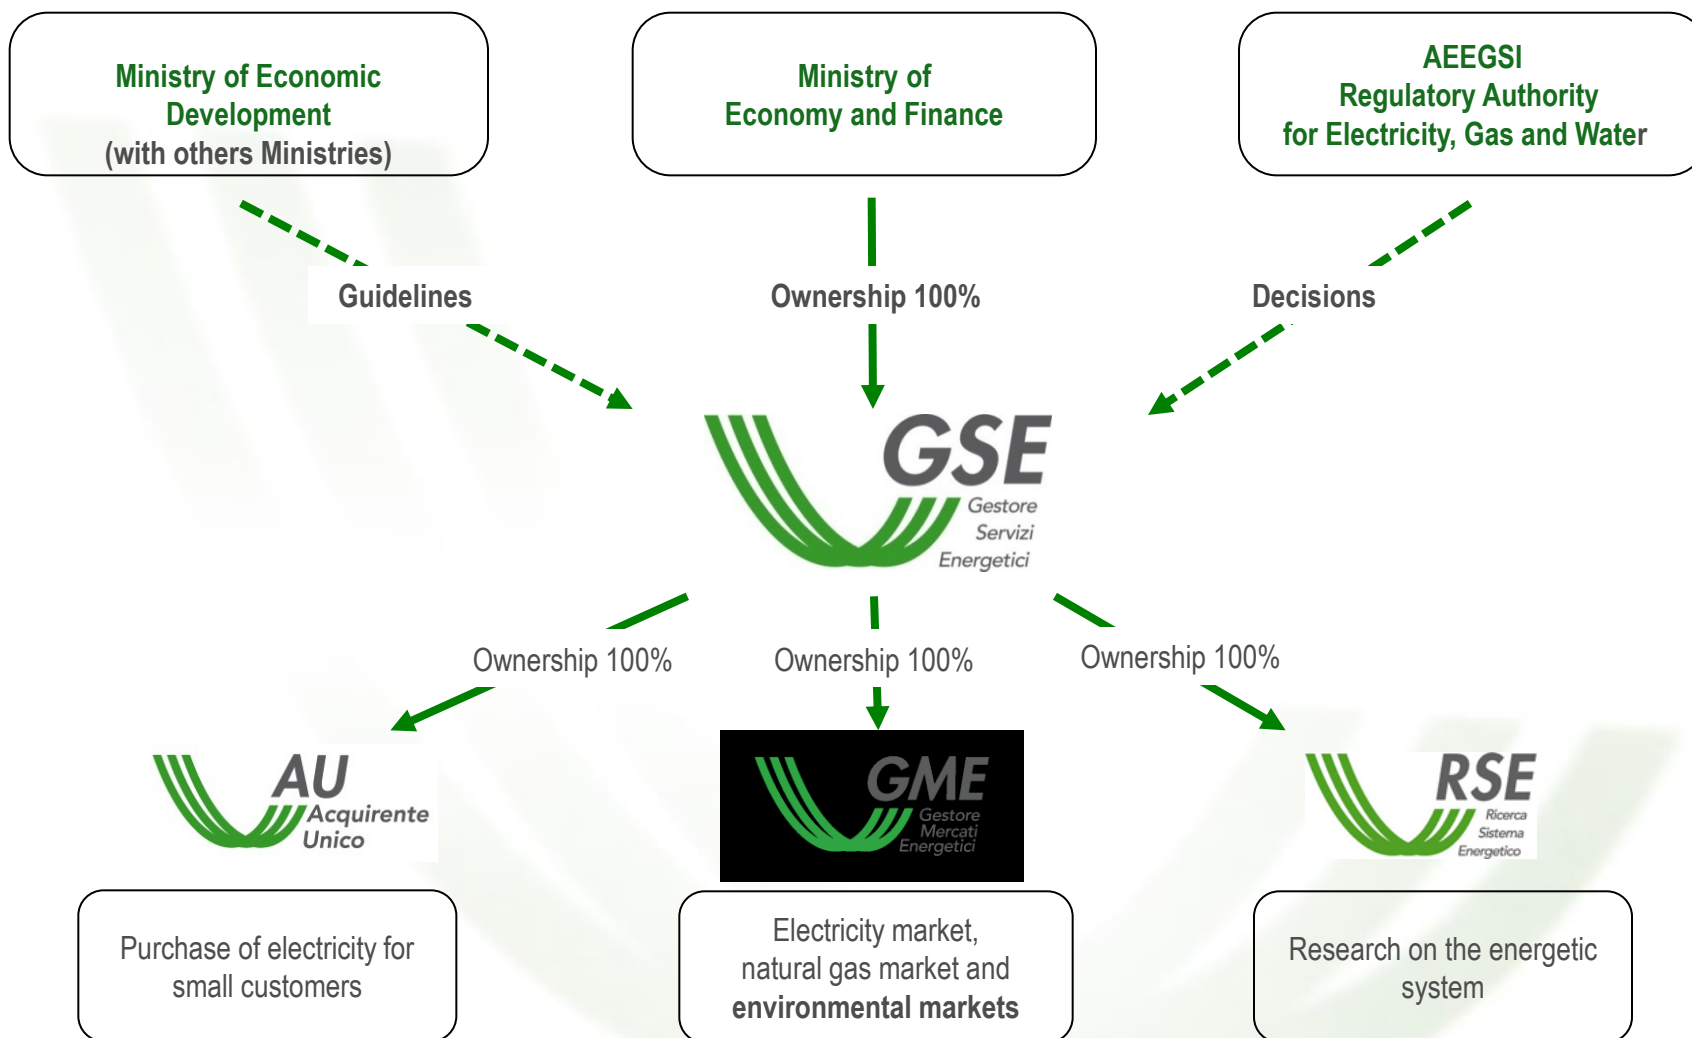 Ministry of Economic
Development
(with others Ministries)
Ministry of
Economy and Finance
AEEGSI
Regulatory Authority
for Electricity, Gas and Water
Guidelines
Ownership 100%
Decisions
GSE
Gestore
Servizi
Energetici
Ownership 100%
Ownership 100%
Ownership 100%
AU
Acquirente
Unico
GME
Gestore
Mercati
Energetici
RSE
Ricerca
Sistema
Energetico
Purchase of electricity for
small customers
Electricity market,
natural gas market and
environmental markets
Research on the energetic
system